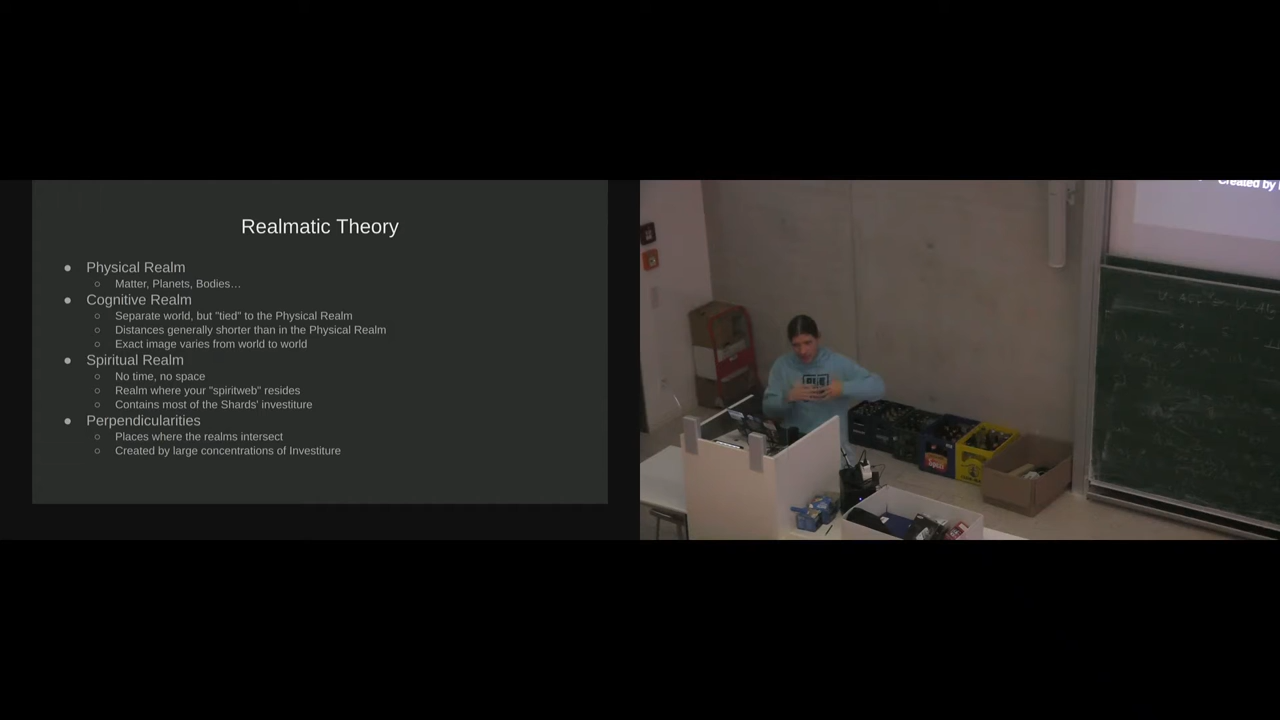 Realmatic Theory
● Physical Realm
○ Matter, Planets, Bodies…
● Cognitive Realm
○ Separate world, but "tied" to the Physical Realm
○ Distances generally shorter than in the Physical Realm
○ Exact image varies from world to world
● Spiritual Realm
○ No time, no space
○ Realm where your "spiritweb" resides
○ Contains most of the Shards' investiture
● Perpendicularities
○ Places where the realms intersect
○ Created by large concentrations of Investiture
Created by